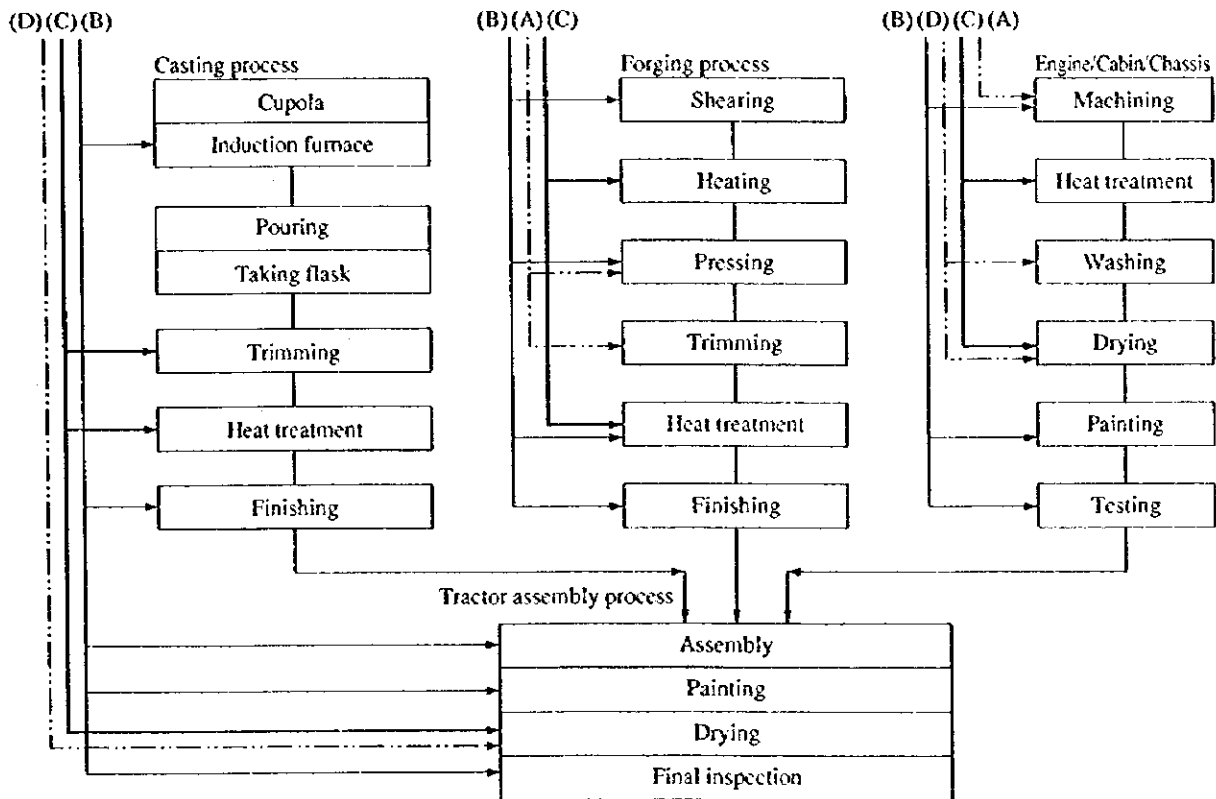 (D)(C)(B)
Casting process
Cupola
Induction furnace
Pouring
Taking flask
Trimming
Heat treatment
Finishing
(B)(A)(C)
Forging process
Shearing
Heating
Pressing
Trimming
Heat treatment
Finishing
(B)(D)(C)(A)
Engine/Cabin/Chassis
Machining
Heat treatment
Washing
Drying
Painting
Testing
Tractor assembly process
Assembly
Painting
Drying
Final inspection